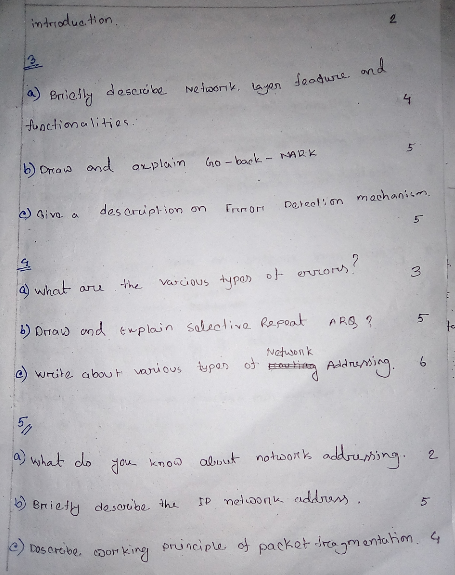 introduction. 2
3
a) Briefly describe Network layer feature and
functionalities. 4
b) Draw and explain Go-back-NARK 5
c) Give a description on Error Detection mechanism.
5
4
a) what are the various types of errors? 3
b) Draw and Explain Selective Repeat ARQ? 5
c) write about various types of Network Addressing. 6
5
a) what do you know about network addressing. 2
b) Briefly describe the IP network address. 5
c) Describe working principle of packet fragmentation. 4